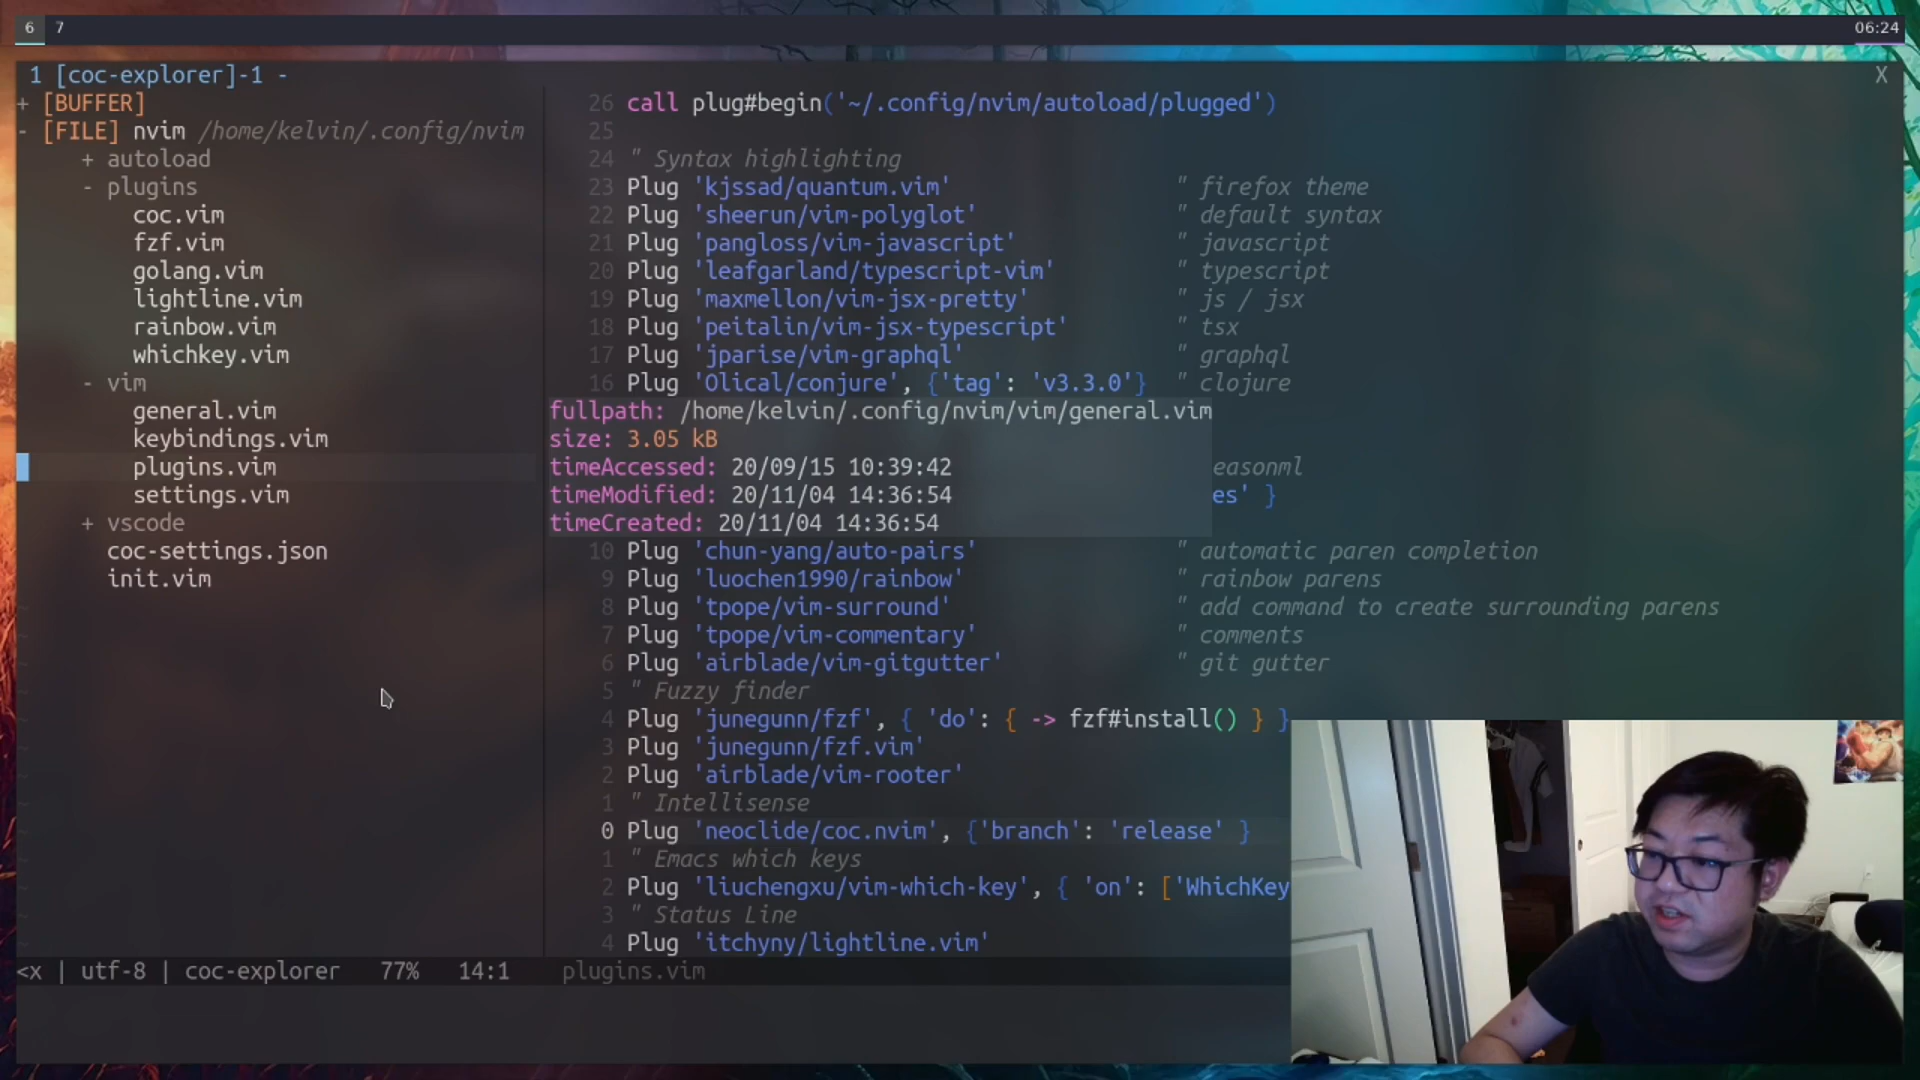 6 7
06:24
1 [coc-explorer]-1 -
X
+ [BUFFER]
- [FILE] nvim /home/kelvin/.config/nvim
+ autoload
- plugins
coc.vim
fzf.vim
golang.vim
lightline.vim
rainbow.vim
whichkey.vim
- vim
general.vim
keybindings.vim
plugins.vim
settings.vim
+ vscode
coc-settings.json
init.vim
26 call plug#begin('~/.config/nvim/autoload/plugged')
25
24 " Syntax highlighting
23 Plug 'kjssad/quantum.vim' " firefox theme
22 Plug 'sheerun/vim-polyglot' " default syntax
21 Plug 'pangloss/vim-javascript' " javascript
20 Plug 'leafgarland/typescript-vim' " typescript
19 Plug 'maxmellon/vim-jsx-pretty' " js / jsx
18 Plug 'peitalin/vim-jsx-typescript' " tsx
17 Plug 'jparise/vim-graphql' " graphql
16 Plug 'Olical/conjure', {'tag': 'v3.3.0'} " clojure
fullpath: /home/kelvin/.config/nvim/vim/general.vim
size: 3.05 kB
timeAccessed: 20/09/15 10:39:42 easonml
timeModified: 20/11/04 14:36:54 es' }
timeCreated: 20/11/04 14:36:54
10 Plug 'chun-yang/auto-pairs' " automatic paren completion
9 Plug 'luochen1990/rainbow' " rainbow parens
8 Plug 'tpope/vim-surround' " add command to create surrounding parens
7 Plug 'tpope/vim-commentary' " comments
6 Plug 'airblade/vim-gitgutter' " git gutter
5 " Fuzzy finder
4 Plug 'junegunn/fzf', { 'do': { -> fzf#install() } }
3 Plug 'junegunn/fzf.vim'
2 Plug 'airblade/vim-rooter'
1 " Intellisense
0 Plug 'neoclide/coc.nvim', {'branch': 'release' }
1 " Emacs which keys
2 Plug 'liuchengxu/vim-which-key', { 'on': ['WhichKey
3 " Status Line
4 Plug 'itchyny/lightline.vim'
<x | utf-8 | coc-explorer 77% 14:1 plugins.vim